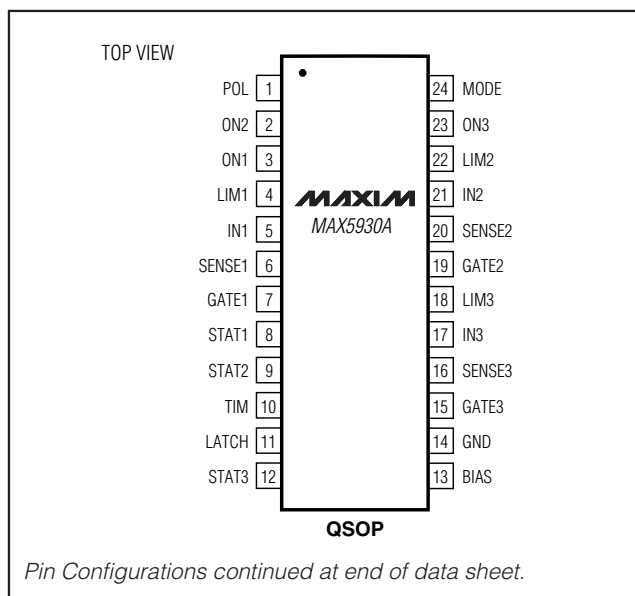 TOP VIEW
POL 1
ON2 2
ON1 3
LIM1 4
IN1 5
SENSE1 6
GATE1 7
STAT1 8
STAT2 9
TIM 10
LATCH 11
STAT3 12
MAXIM
MAX5930A
24 MODE
23 ON3
22 LIM2
21 IN2
20 SENSE2
19 GATE2
18 LIM3
17 IN3
16 SENSE3
15 GATE3
14 GND
13 BIAS
QSOP
Pin Configurations continued at end of data sheet.